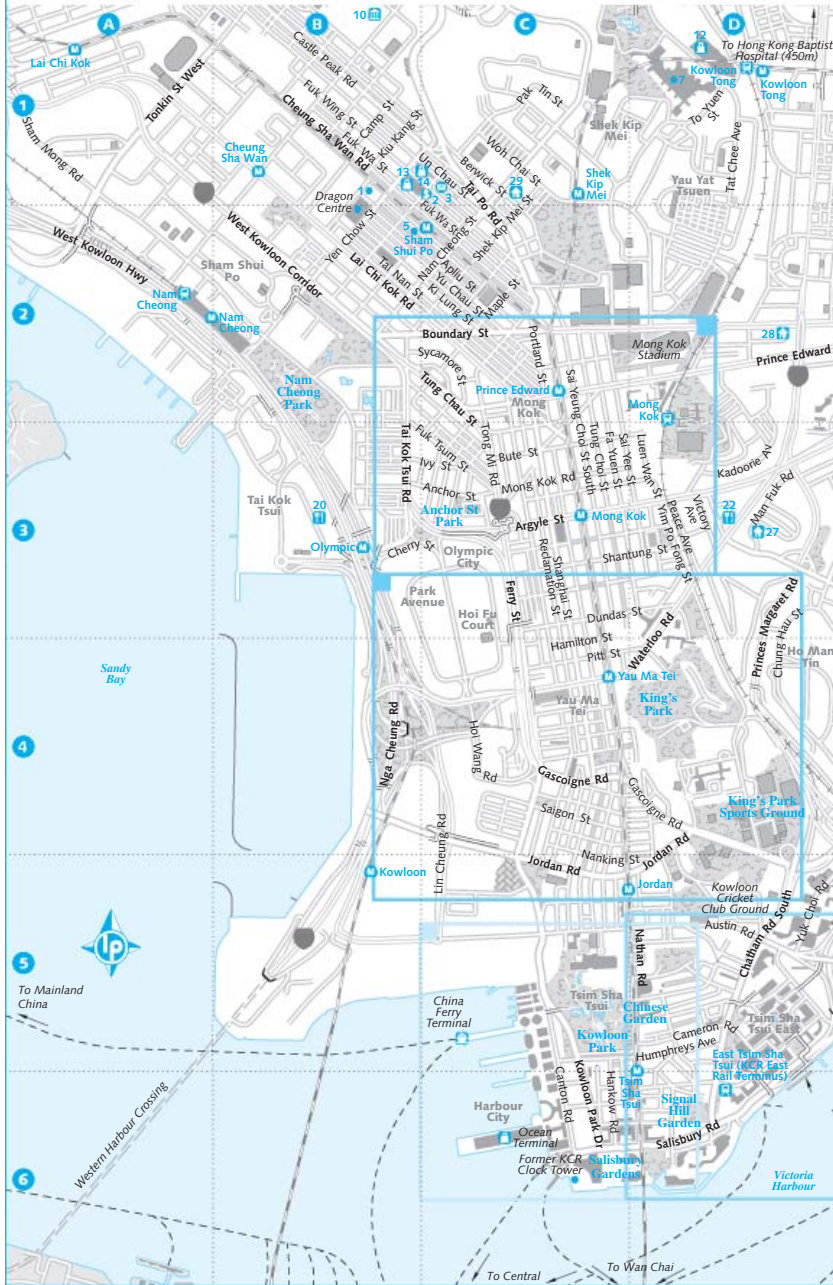 A
B
C
D
10
12
To Hong Kong Baptist
Hospital (450m)
Lai Chi Kok
Castle Peak Rd
Kowloon
Tong
Kowloon
Tong
7
Tonkin St West
1
Fuk Wing St
Camp St
Kiu Kang St
Fuk Wa St
Cheung Sha Wan Rd
Pak Tin St
To Yuen
St
Shek Kip
Mei
Sham Mong Rd
Cheung
Sha Wan
Woh Chai St
Berwick St
Un Chau St
Tai Po Rd
Tat Chee Ave
Yau Yat
Tsuen
13
14
1
2
3
29
Shek
Kip
Mei
Dragon
Centre
Fuk Wa St
5
Sham
Shui Po
Yen Chow St
Nam Cheong St
Shek Kip Mei St
West Kowloon Corridor
West Kowloon Hwy
Sham Shui
Po
Lai Chi Kok Rd
Tai Nan St
Apliu St
Yu Chau St
Ki Lung St
Maple St
Nam
Cheong
Nam
Cheong
2
Boundary St
Portland St
Mong Kok
Stadium
28
Prince Edward
Sycamore St
Nam
Cheong
Park
Tung Chau St
Prince Edward
Mong
Kok
Mong
Kok
Sai Yeung Choi St South
Tung Choi St
Fa Yuen St
Sai Yee St
Luen Wan St
Tai Kok Tsui Rd
Fuk Tsum St
Ivy St
Tong Mi Rd
Bute St
Kadoorie Av
Man Fuk Rd
Mong Kok Rd
Anchor St
Tai Kok
Tsui
20
Anchor St
Park
Argyle St
Mong Kok
Victory
Ave
Peace Ave
Yim Po Fong St
22
27
3
Olympic
Cherry St
Olympic
City
Shantung St
Reclamation St
Shanghai St
Park
Avenue
Hoi Fu
Court
Ferry St
Dundas St
Princes Margaret Rd
Chung Hau St
Hamilton St
Waterloo Rd
Pitt St
Ho Man
Tin
Sandy
Bay
Yau Ma Tei
Yau Ma
Tei
King's
Park
4
Nga Cheung Rd
Hoi Wang
Rd
Gascoigne Rd
Gascoigne Rd
King's Park
Sports Ground
Saigon St
Lin Cheung Rd
Nanking St
Jordan Rd
Jordan Rd
Kowloon
Jordan
Kowloon
Cricket
Club Ground
Austin Rd
Chatham Rd South
Yuk Choi Rd
5
Nathan Rd
lp
To Mainland
China
China
Ferry
Terminal
Tsim Sha
Tsui
Chinese
Garden
Kowloon
Park
Cameron Rd
Humphreys Ave
Tsim Sha
Tsui East
East Tsim Sha
Tsui (KCR East
Rail Terminus)
Tsim
Sha
Tsui
Canton Rd
Kowloon Park Dr
Hankow Rd
Signal
Hill
Garden
Western Harbour Crossing
Harbour
City
Ocean
Terminal
Former KCR
Clock Tower
Salisbury
Gardens
Salisbury Rd
6
Victoria
Harbour
To Central
To Wan Chai